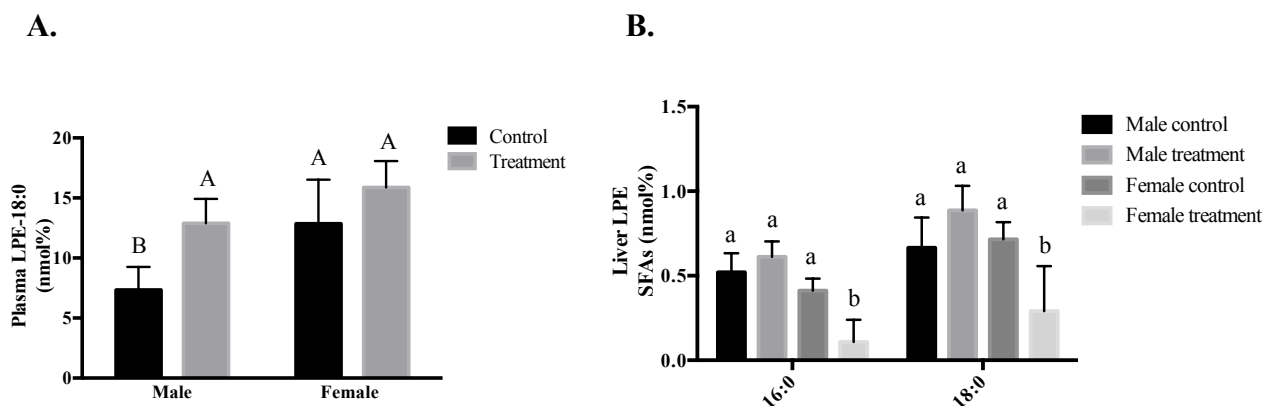 A.
B.
Plasma LPE-18:0
(nmol%)
20
15
10
5
0
B
A
A
A
Male
Female
Control
Treatment
Liver LPE
SFAs (nmol%)
1.5
1.0
0.5
0.0
a
a
a
b
a
a
a
b
16:0
18:0
Male control
Male treatment
Female control
Female treatment